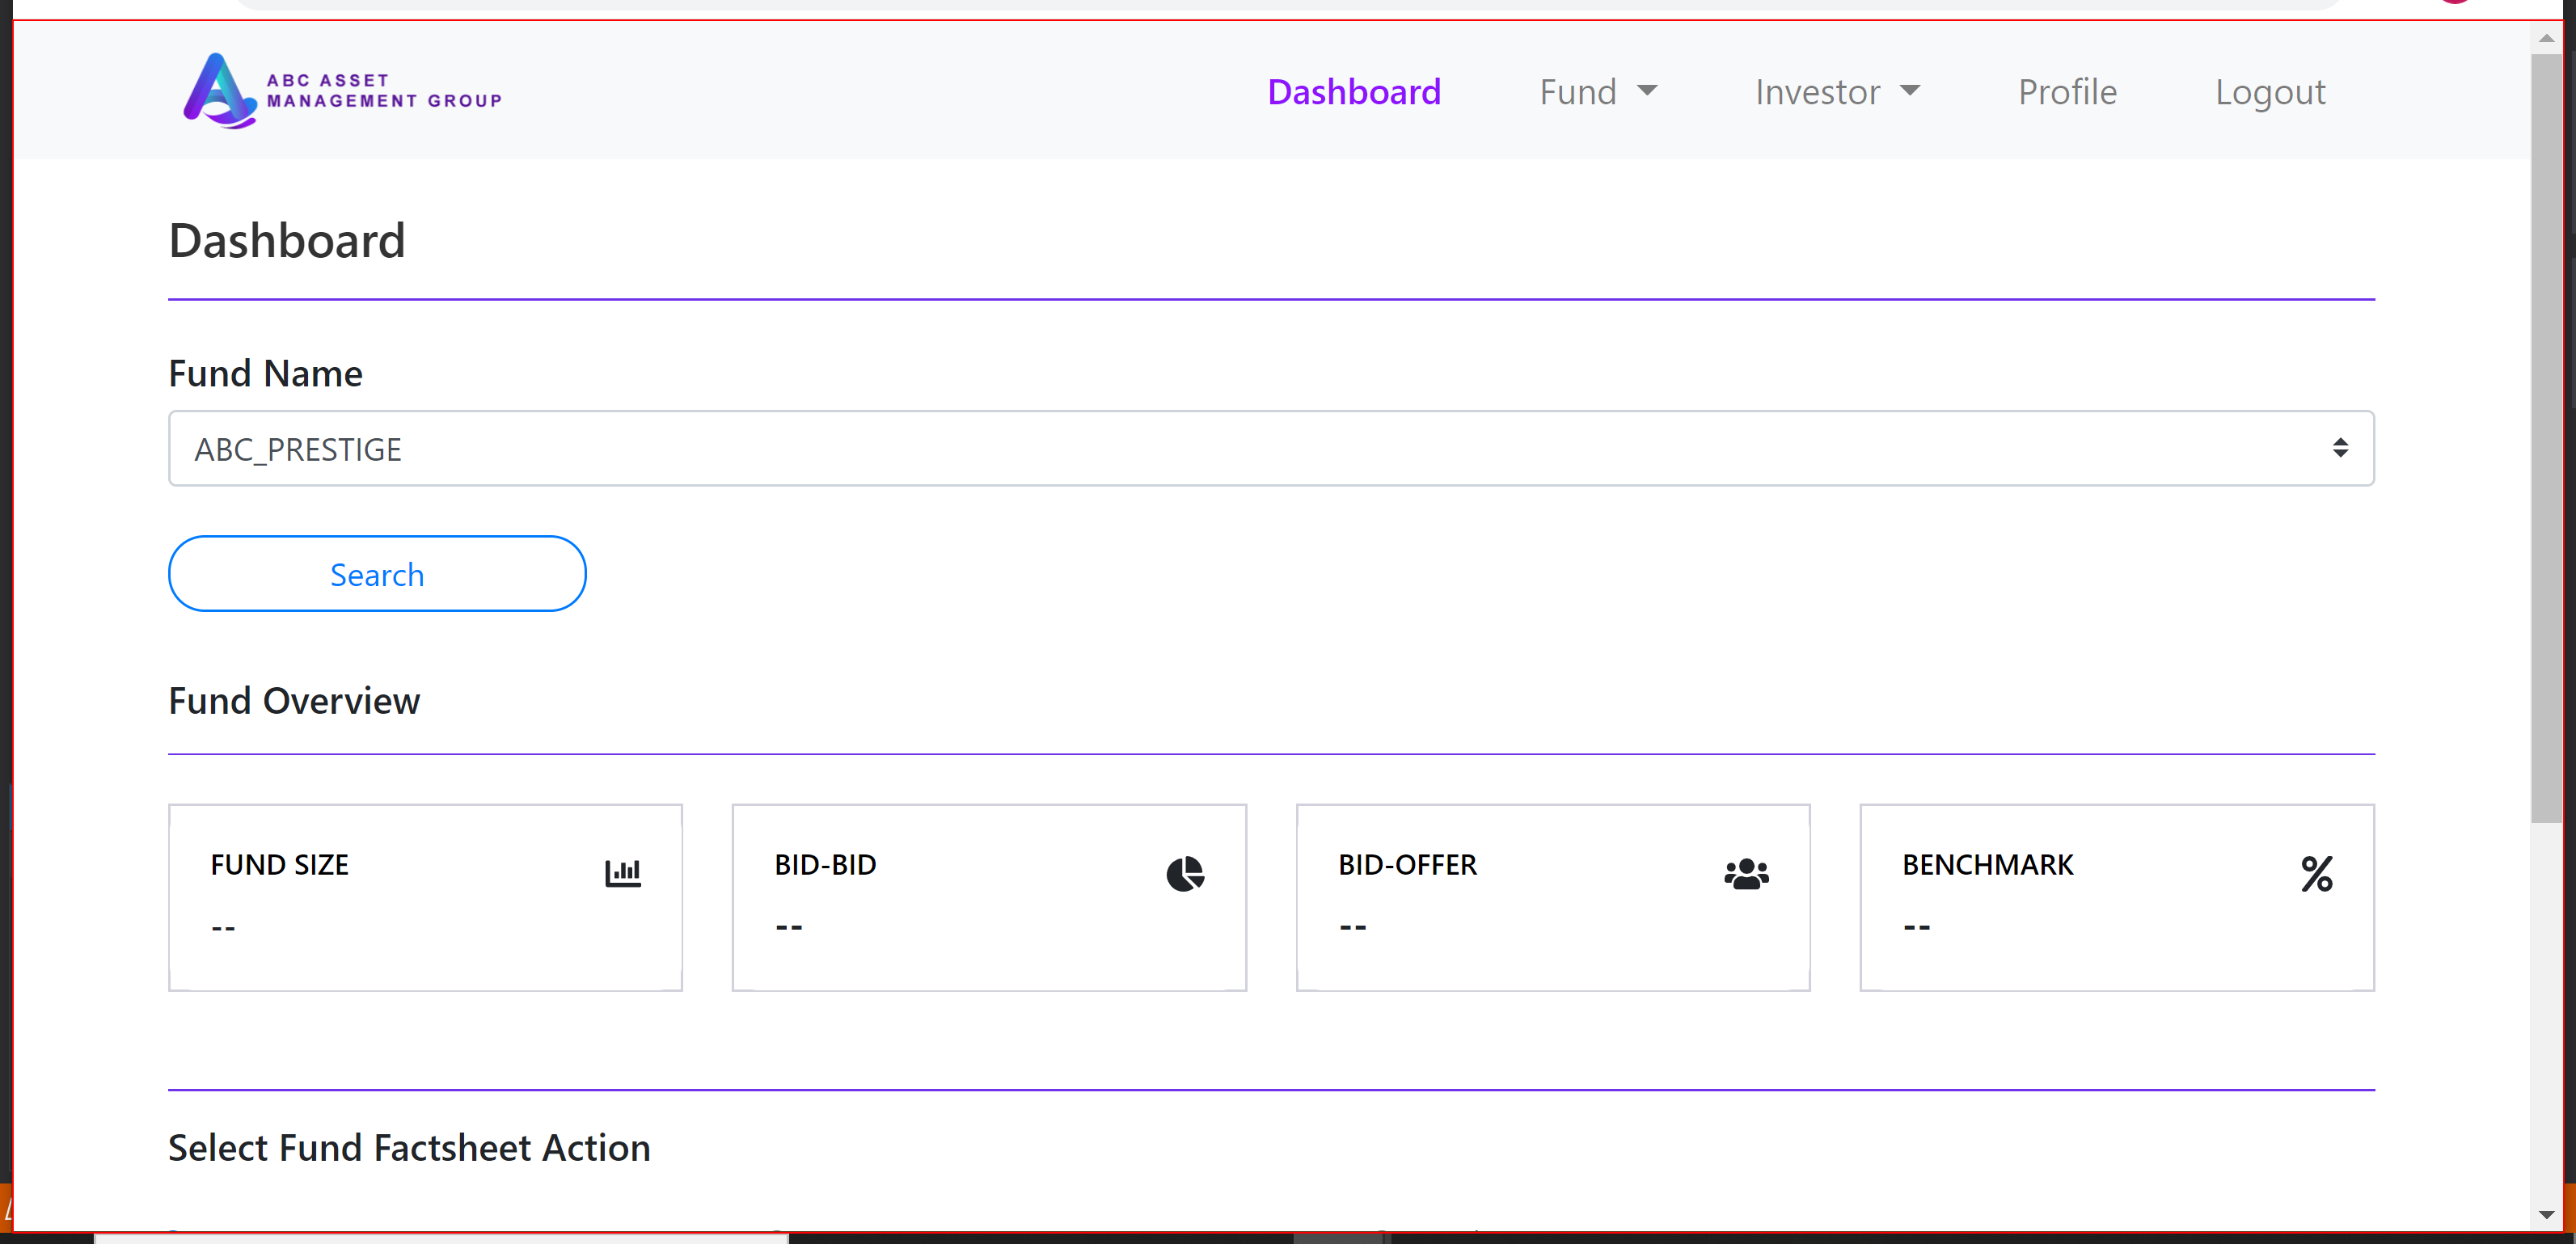 ABC ASSET
MANAGEMENT GROUP
Dashboard
Fund
Investor
Profile
Logout
Dashboard
Fund Name
ABC_PRESTIGE
Search
Fund Overview
FUND SIZE
--
BID-BID
--
BID-OFFER
--
BENCHMARK
--
Select Fund Factsheet Action